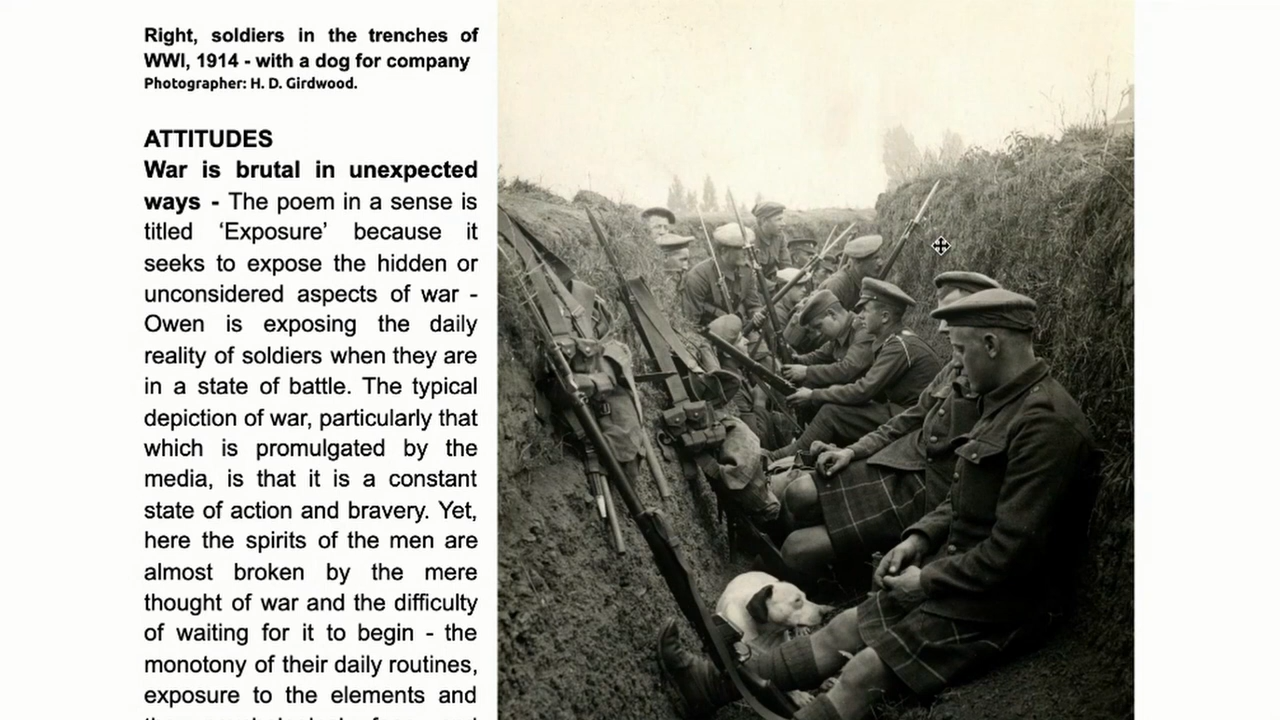 Right, soldiers in the trenches of
WWI, 1914 - with a dog for company
Photographer: H. D. Girdwood.
ATTITUDES
War is brutal in unexpected
ways - The poem in a sense is
titled ‘Exposure’ because it
seeks to expose the hidden or
unconsidered aspects of war -
Owen is exposing the daily
reality of soldiers when they are
in a state of battle. The typical
depiction of war, particularly that
which is promulgated by the
media, is that it is a constant
state of action and bravery. Yet,
here the spirits of the men are
almost broken by the mere
thought of war and the difficulty
of waiting for it to begin - the
monotony of their daily routines,
exposure to the elements and